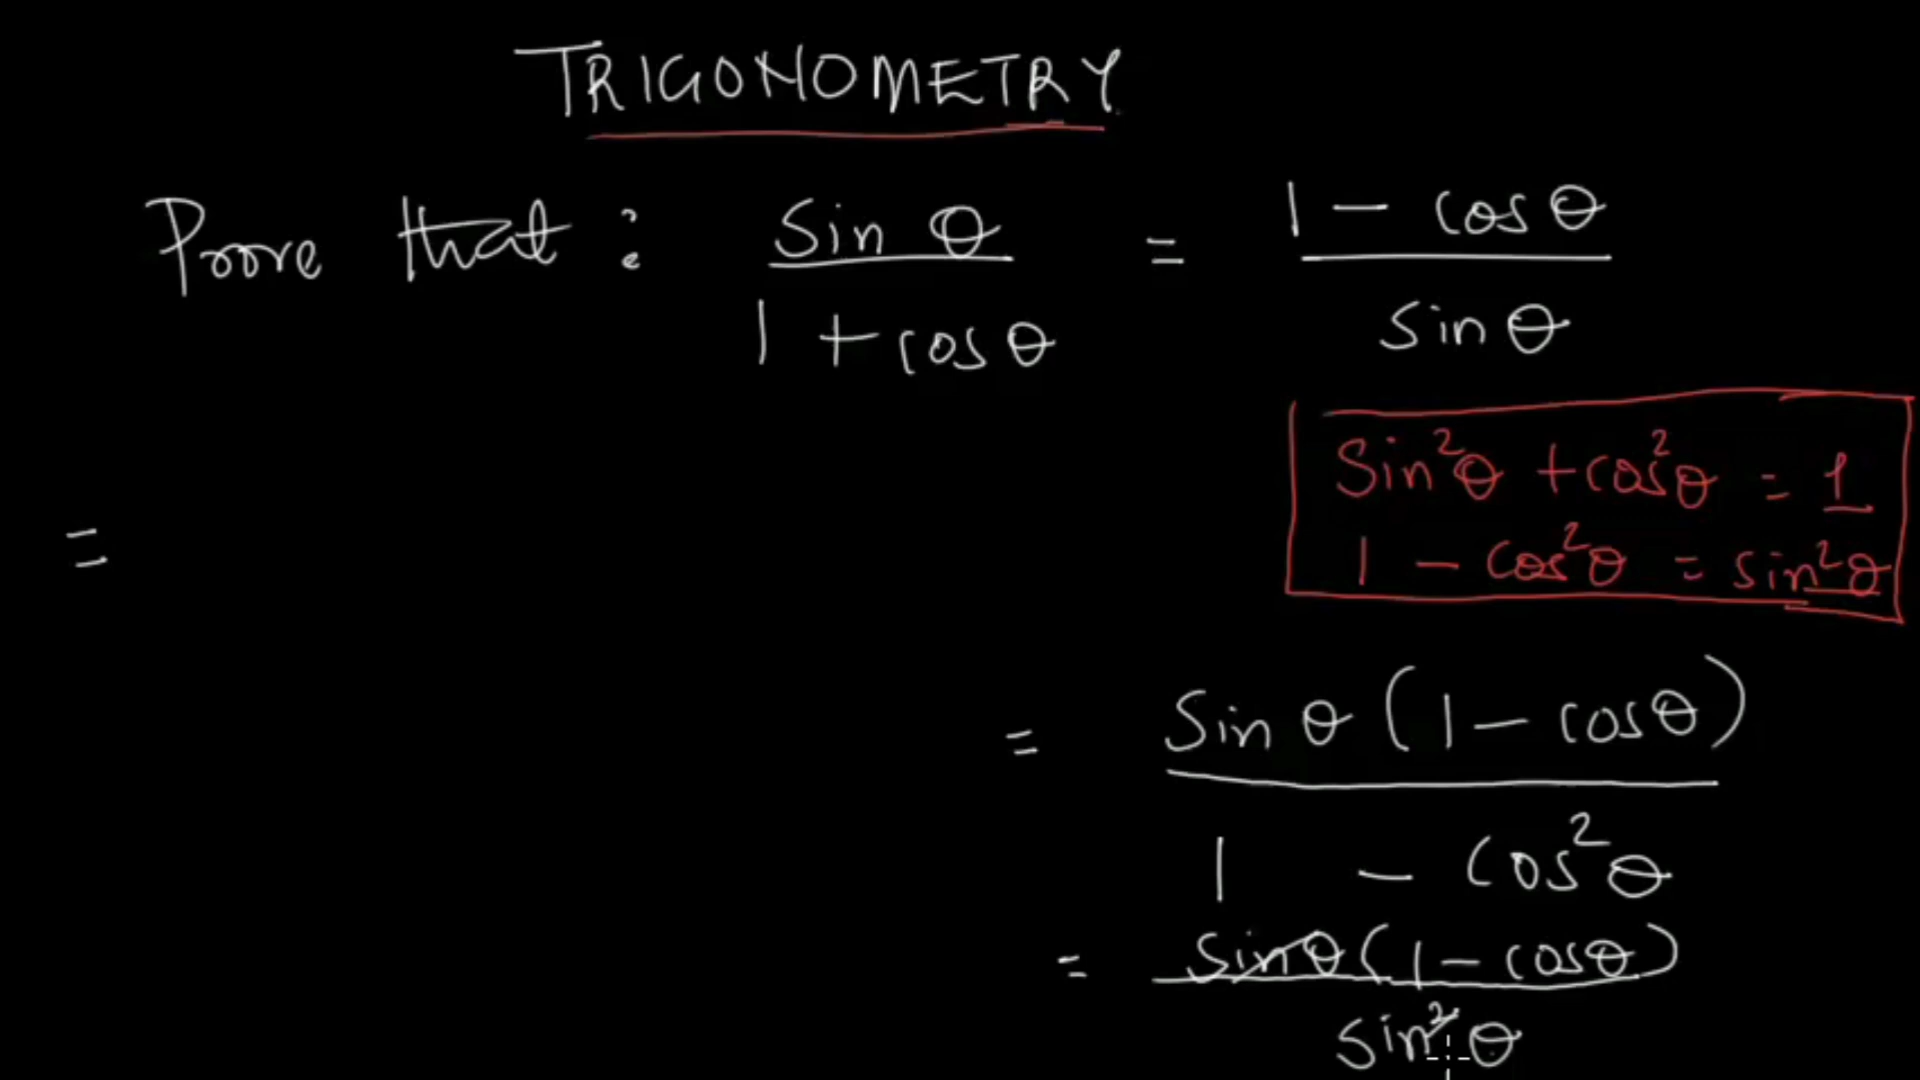 TRIGONOMETRY
Prove that : sin θ / 1 + cos θ = 1 - cos θ / sin θ
sin²θ + cos²θ = 1
1 - cos²θ = sin²θ
=
= sin θ (1 - cos θ) / 1 - cos²θ
= sin θ (1 - cos θ) / sin²θ